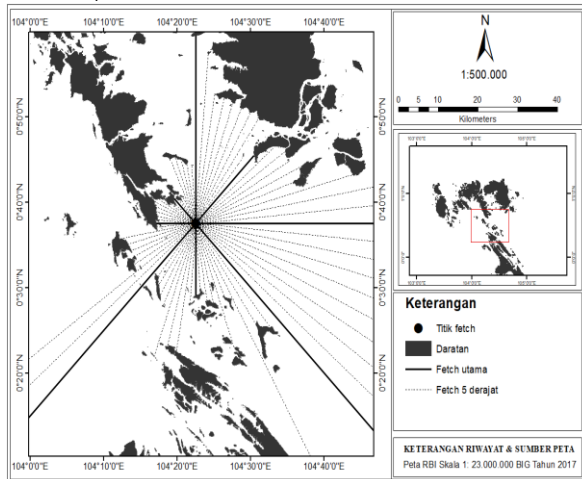 104°0'0"E 104°10'0"E 104°20'0"E 104°30'0"E 104°40'0"E
0°50'0"N 0°50'0"N
0°40'0"N 0°40'0"N
0°30'0"N 0°30'0"N
0°20'0"N 0°20'0"N
104°0'0"E 104°10'0"E 104°20'0"E 104°30'0"E 104°40'0"E
N
1:500.000
0 5 10 20 30 40
Kilometers
Keterangan
Titik fetch
Daratan
Fetch utama
Fetch 5 derajat
KETERANGAN RIWAYAT & SUMBER PETA
Peta RBI Skala 1: 23.000.000 BIG Tahun 2017